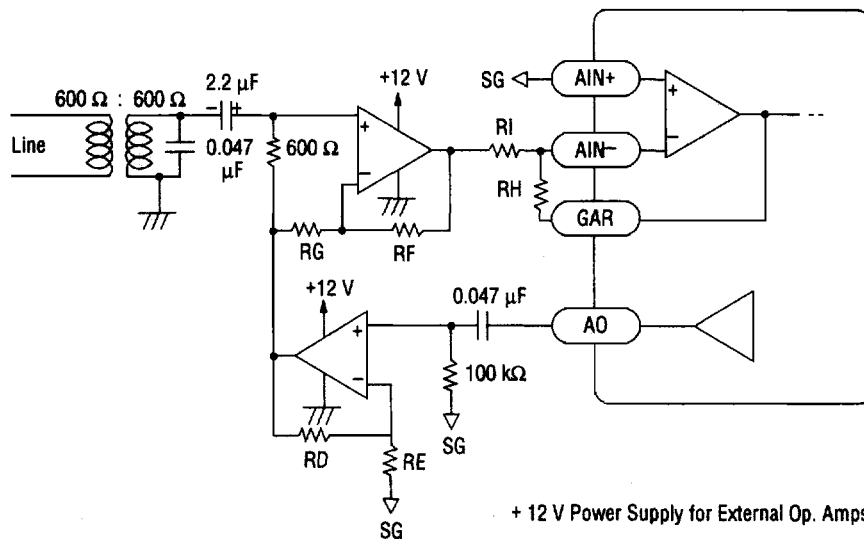 600 Ω : 600 Ω
2.2 μF
− +
+12 V
SG
AIN+
+
Line
0.047
μF
600 Ω
+
−
RI
AIN−
−
RH
RG
RF
GAR
+12 V
0.047 μF
AO
+
−
100 kΩ
SG
RD
RE
SG
+ 12 V Power Supply for External Op. Amps